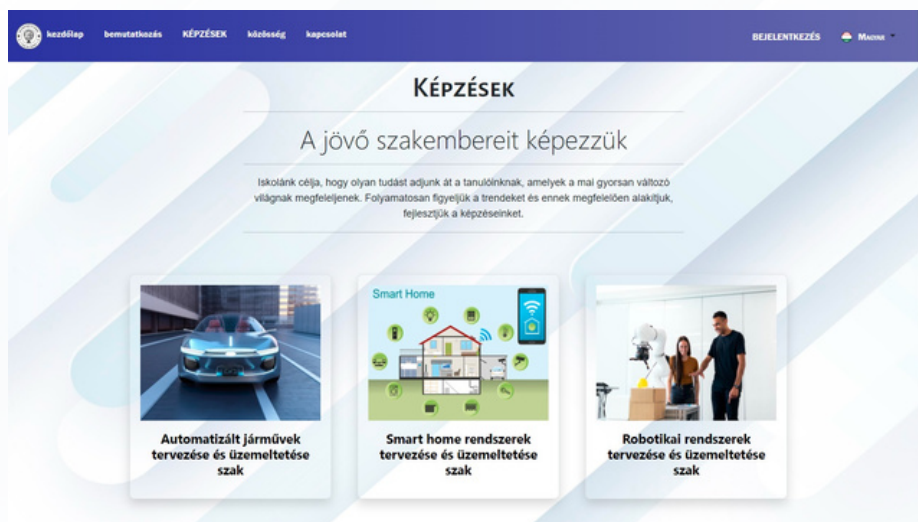 kezdőlap bemutatkozás KÉPZÉSEK közösség kapcsolat BEJELENTKEZÉS Magyar
Képzések
A jövő szakembereit képezzük
Iskolánk célja, hogy olyan tudást adjunk át a tanulóinknak, amelyek a mai gyorsan változó
világnak megfeleljenek. Folyamatosan figyeljük a trendeket és ennek megfelelően alakítjuk,
fejlesztjük a képzéseinket.
Smart Home
Automatizált járművek
tervezése és üzemeltetése
szak
Smart home rendszerek
tervezése és üzemeltetése
szak
Robotikai rendszerek
tervezése és üzemeltetése
szak